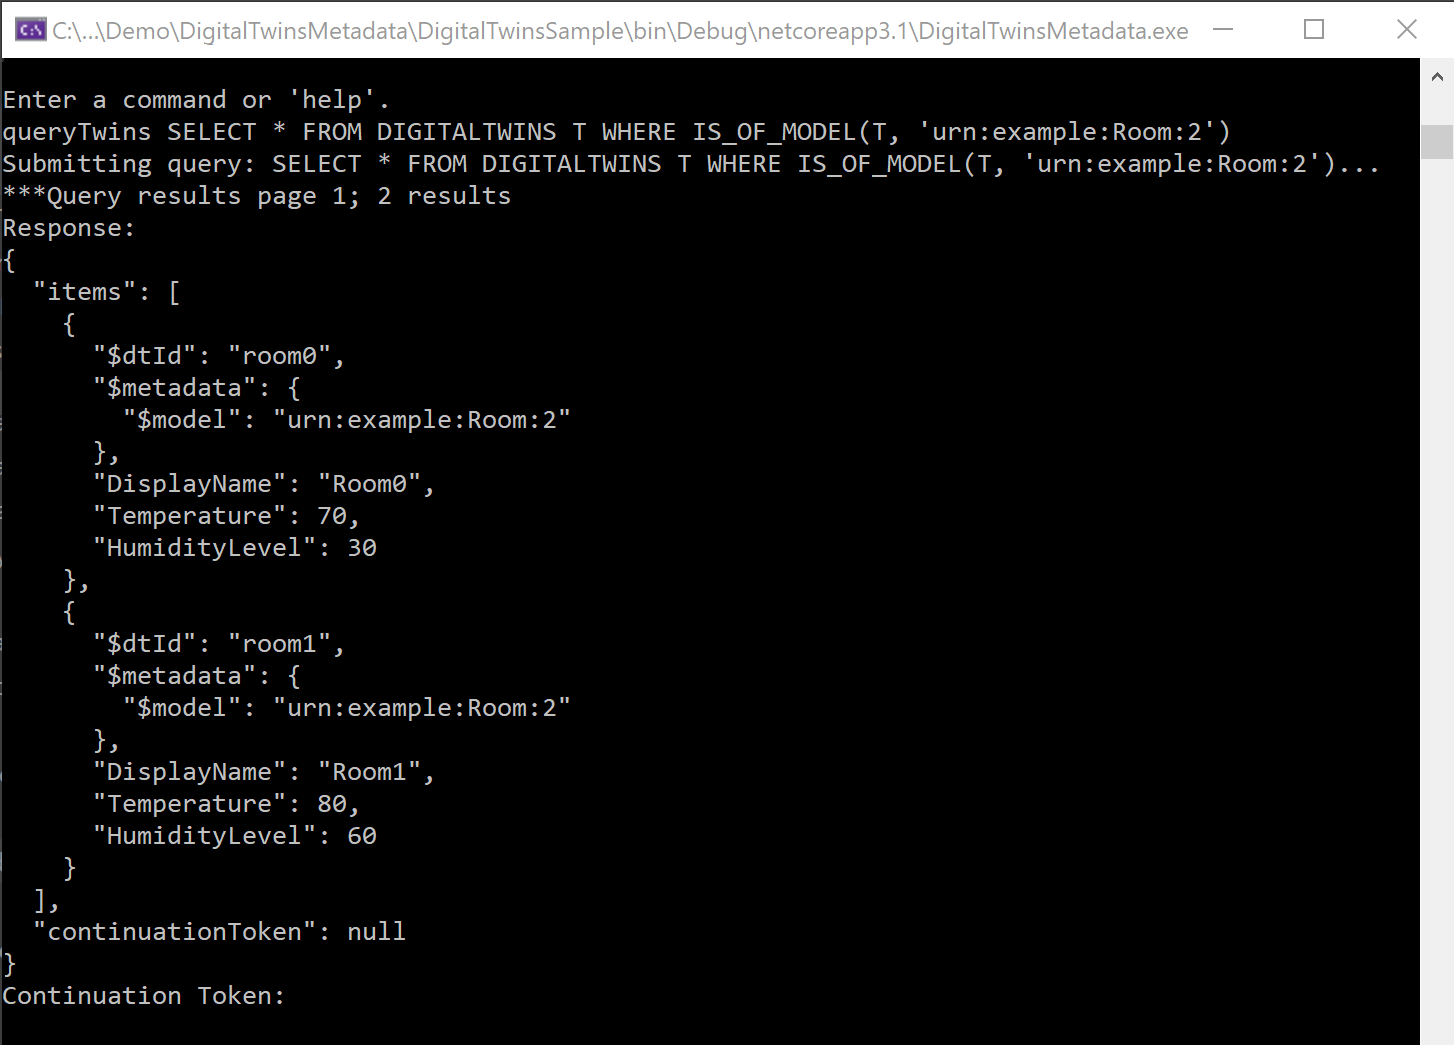 C:\...\Demo\DigitalTwinsMetadata\DigitalTwinsSample\bin\Debug\netcoreapp3.1\DigitalTwinsMetadata.exe
Enter a command or 'help'.
queryTwins SELECT * FROM DIGITALTWINS T WHERE IS_OF_MODEL(T, 'urn:example:Room:2')
Submitting query: SELECT * FROM DIGITALTWINS T WHERE IS_OF_MODEL(T, 'urn:example:Room:2')...
***Query results page 1; 2 results
Response:
{
  "items": [
    {
      "$dtId": "room0",
      "$metadata": {
        "$model": "urn:example:Room:2"
      },
      "DisplayName": "Room0",
      "Temperature": 70,
      "HumidityLevel": 30
    },
    {
      "$dtId": "room1",
      "$metadata": {
        "$model": "urn:example:Room:2"
      },
      "DisplayName": "Room1",
      "Temperature": 80,
      "HumidityLevel": 60
    }
  ],
  "continuationToken": null
}
Continuation Token: